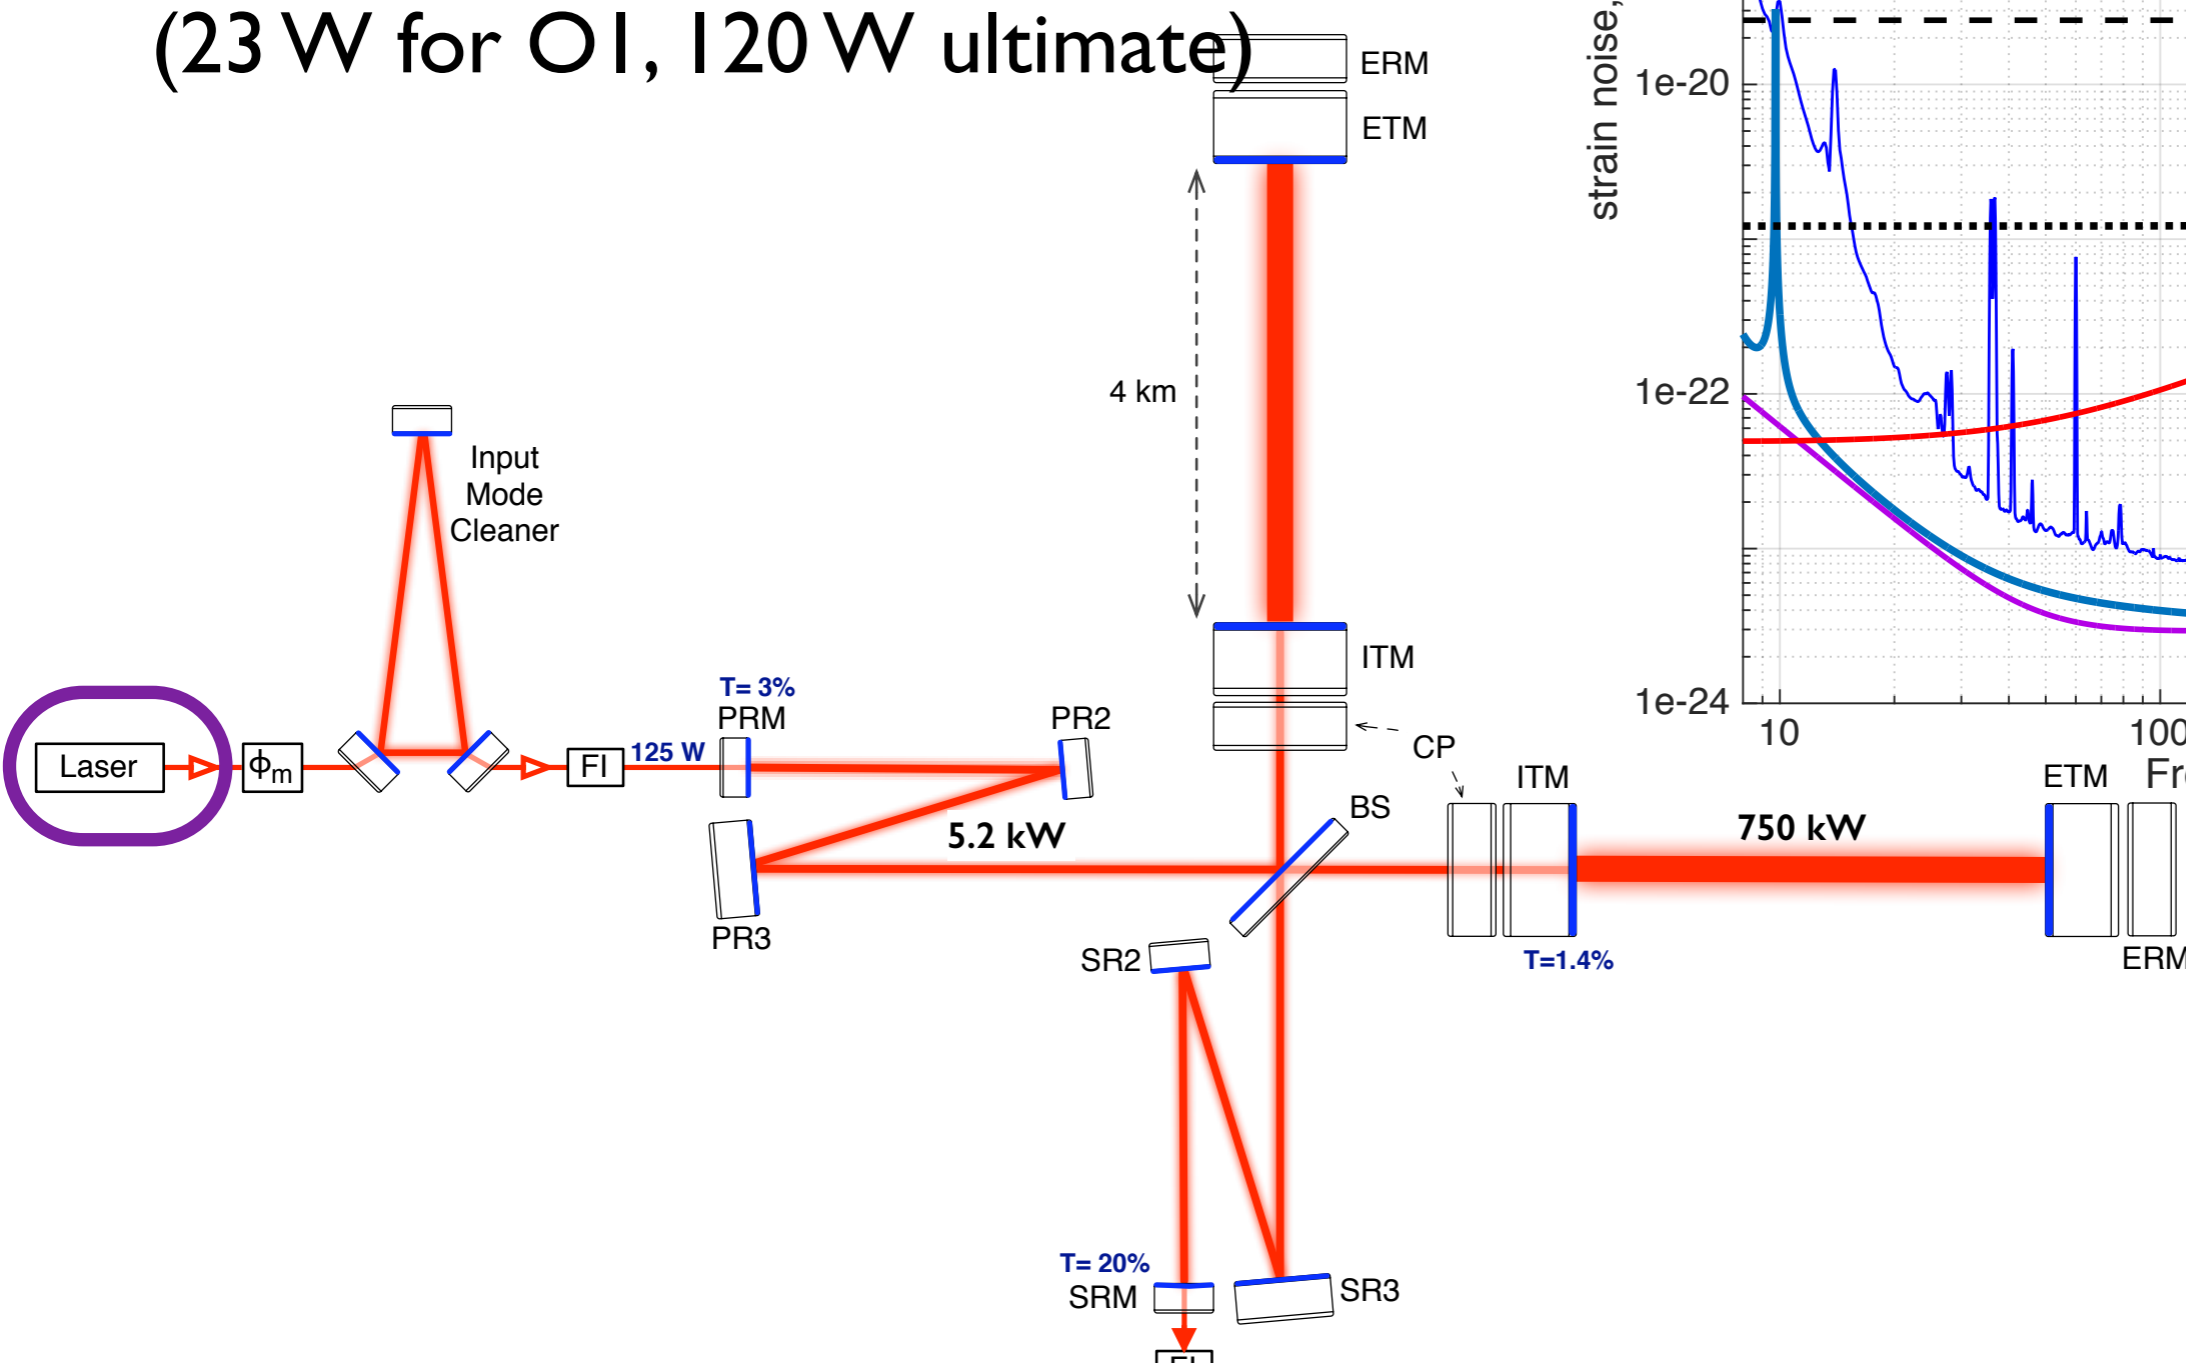 (23 W for O1, 120 W ultimate)
ERM
ETM
4 km
ITM
CP
Input
Mode
Cleaner
Laser
ϕm
FI
125 W
T= 3%
PRM
PR2
PR3
5.2 kW
BS
ITM
T=1.4%
750 kW
ETM
ERM
SR2
T= 20%
SRM
SR3
FI
strain noise,
1e-20
1e-22
1e-24
10
100
Fr